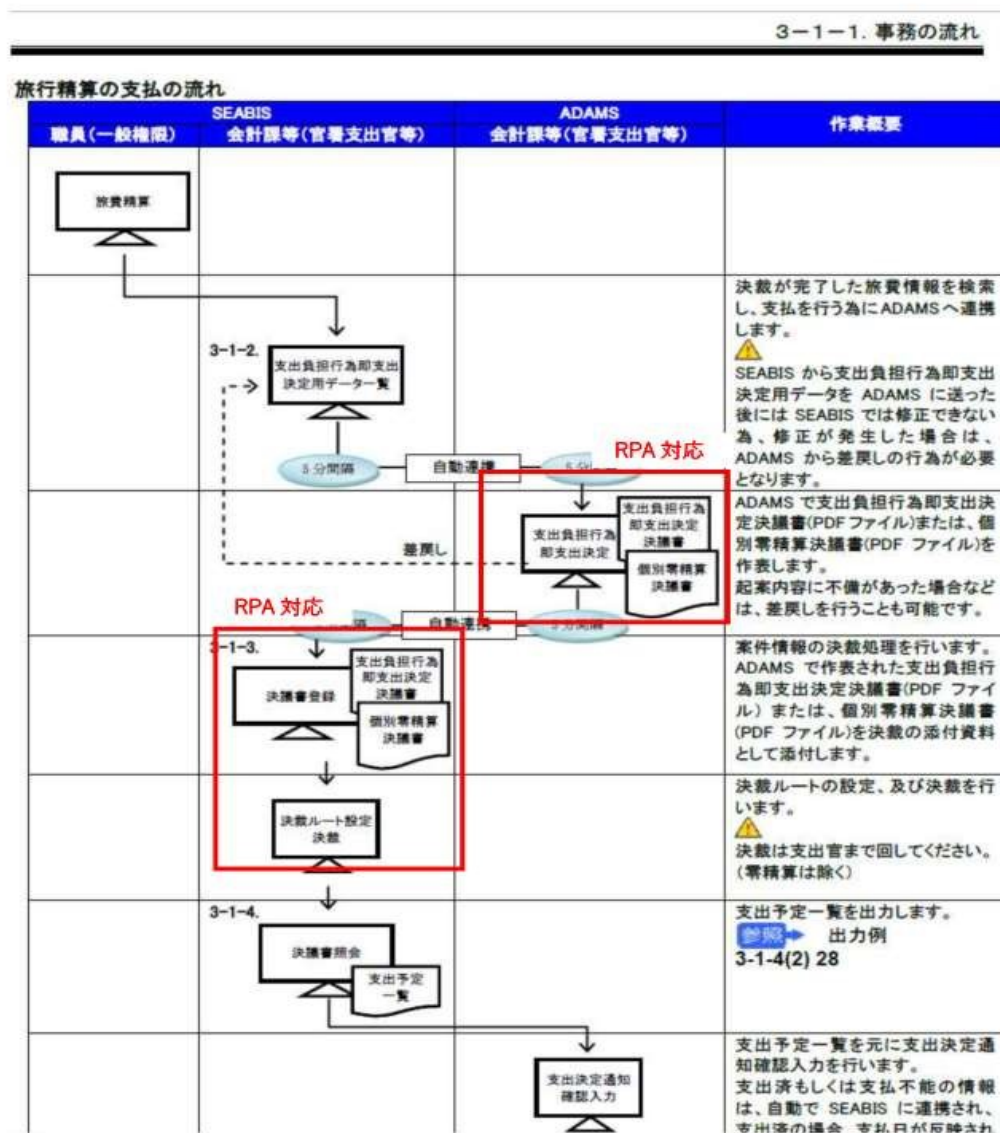 3-1-1. 事務の流れ
旅行精算の支払の流れ
SEABIS
ADAMS
作業概要
職員(一般権限)
会計課等(官署支出官等)
会計課等(官署支出官等)
旅費精算
決裁が完了した旅費情報を検索
し、支払を行う為にADAMSへ連携
します。
SEABIS から支出負担行為即支出
決定用データを ADAMS に送った
後には SEABIS では修正できない
為、修正が発生した場合は、
ADAMS から差戻しの行為が必要
となります。
3-1-2.
支出負担行為即支出
決定用データ一覧
5分間隔
自動連携
5分
RPA 対応
支出負担行為
即支出決定
支出負担行為
即支出決定
決議書
個別零精算
決議書
差戻し
ADAMS で支出負担行為即支出決
定決議書(PDF ファイル)または、個
別零精算決議書(PDF ファイル)を
作表します。
起案内容に不備があった場合など
は、差戻しを行うことも可能です。
RPA 対応
隔
自動連携
5分間隔
3-1-3.
決議書登録
支出負担行為
即支出決定
決議書
個別零精算
決議書
案件情報の決裁処理を行います。
ADAMS で作表された支出負担行
為即支出決定決議書(PDF ファイ
ル) または、個別零精算決議書
(PDF ファイル)を決裁の添付資料
として添付します。
決裁ルート設定
決裁
決裁ルートの設定、及び決裁を行
います。
決裁は支出官まで回してください。
(零精算は除く)
3-1-4.
決議書照会
支出予定
一覧
支出予定一覧を出力します。
参照 出力例
3-1-4(2) 28
支出決定通知
確認入力
支出予定一覧を元に支出決定通
知確認入力を行います。
支出済もしくは支払不能の情報
は、自動で SEABIS に連携され、
支出済の場合、支払日が反映され